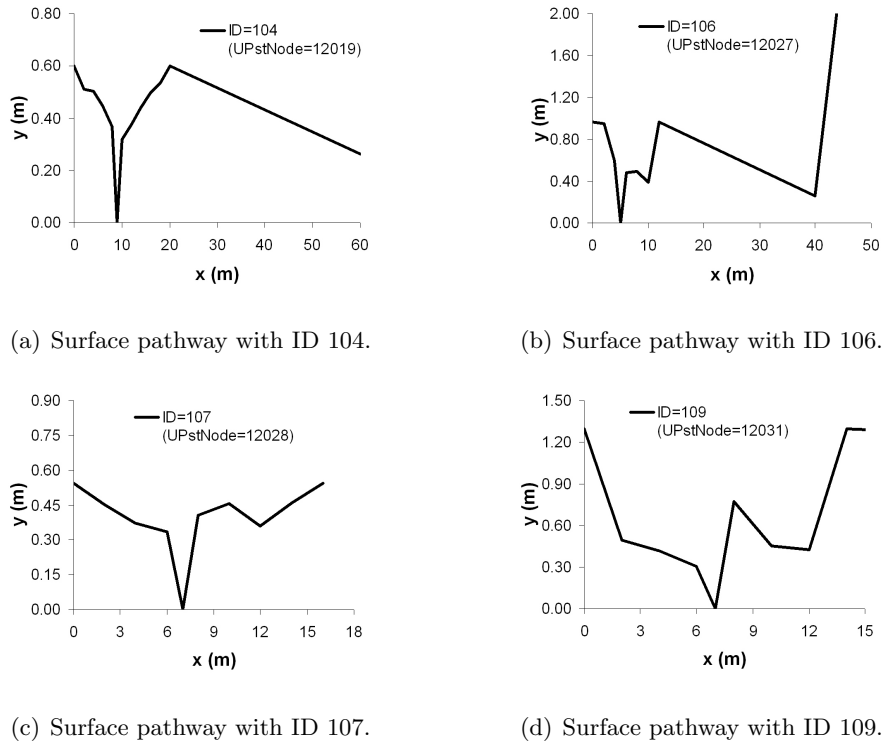 0.80
0.60
0.40
0.20
0.00
y (m)
ID=104
(UPstNode=12019)
0 10 20 30 40 50 60
x (m)
(a) Surface pathway with ID 104.
2.00
1.60
1.20
0.80
0.40
0.00
y (m)
ID=106
(UPstNode=12027)
0 10 20 30 40 50
x (m)
(b) Surface pathway with ID 106.
0.90
0.75
0.60
0.45
0.30
0.15
0.00
y (m)
ID=107
(UPstNode=12028)
0 3 6 9 12 15 18
x (m)
(c) Surface pathway with ID 107.
1.50
1.20
0.90
0.60
0.30
0.00
y (m)
ID=109
(UPstNode=12031)
0 3 6 9 12 15
x (m)
(d) Surface pathway with ID 109.